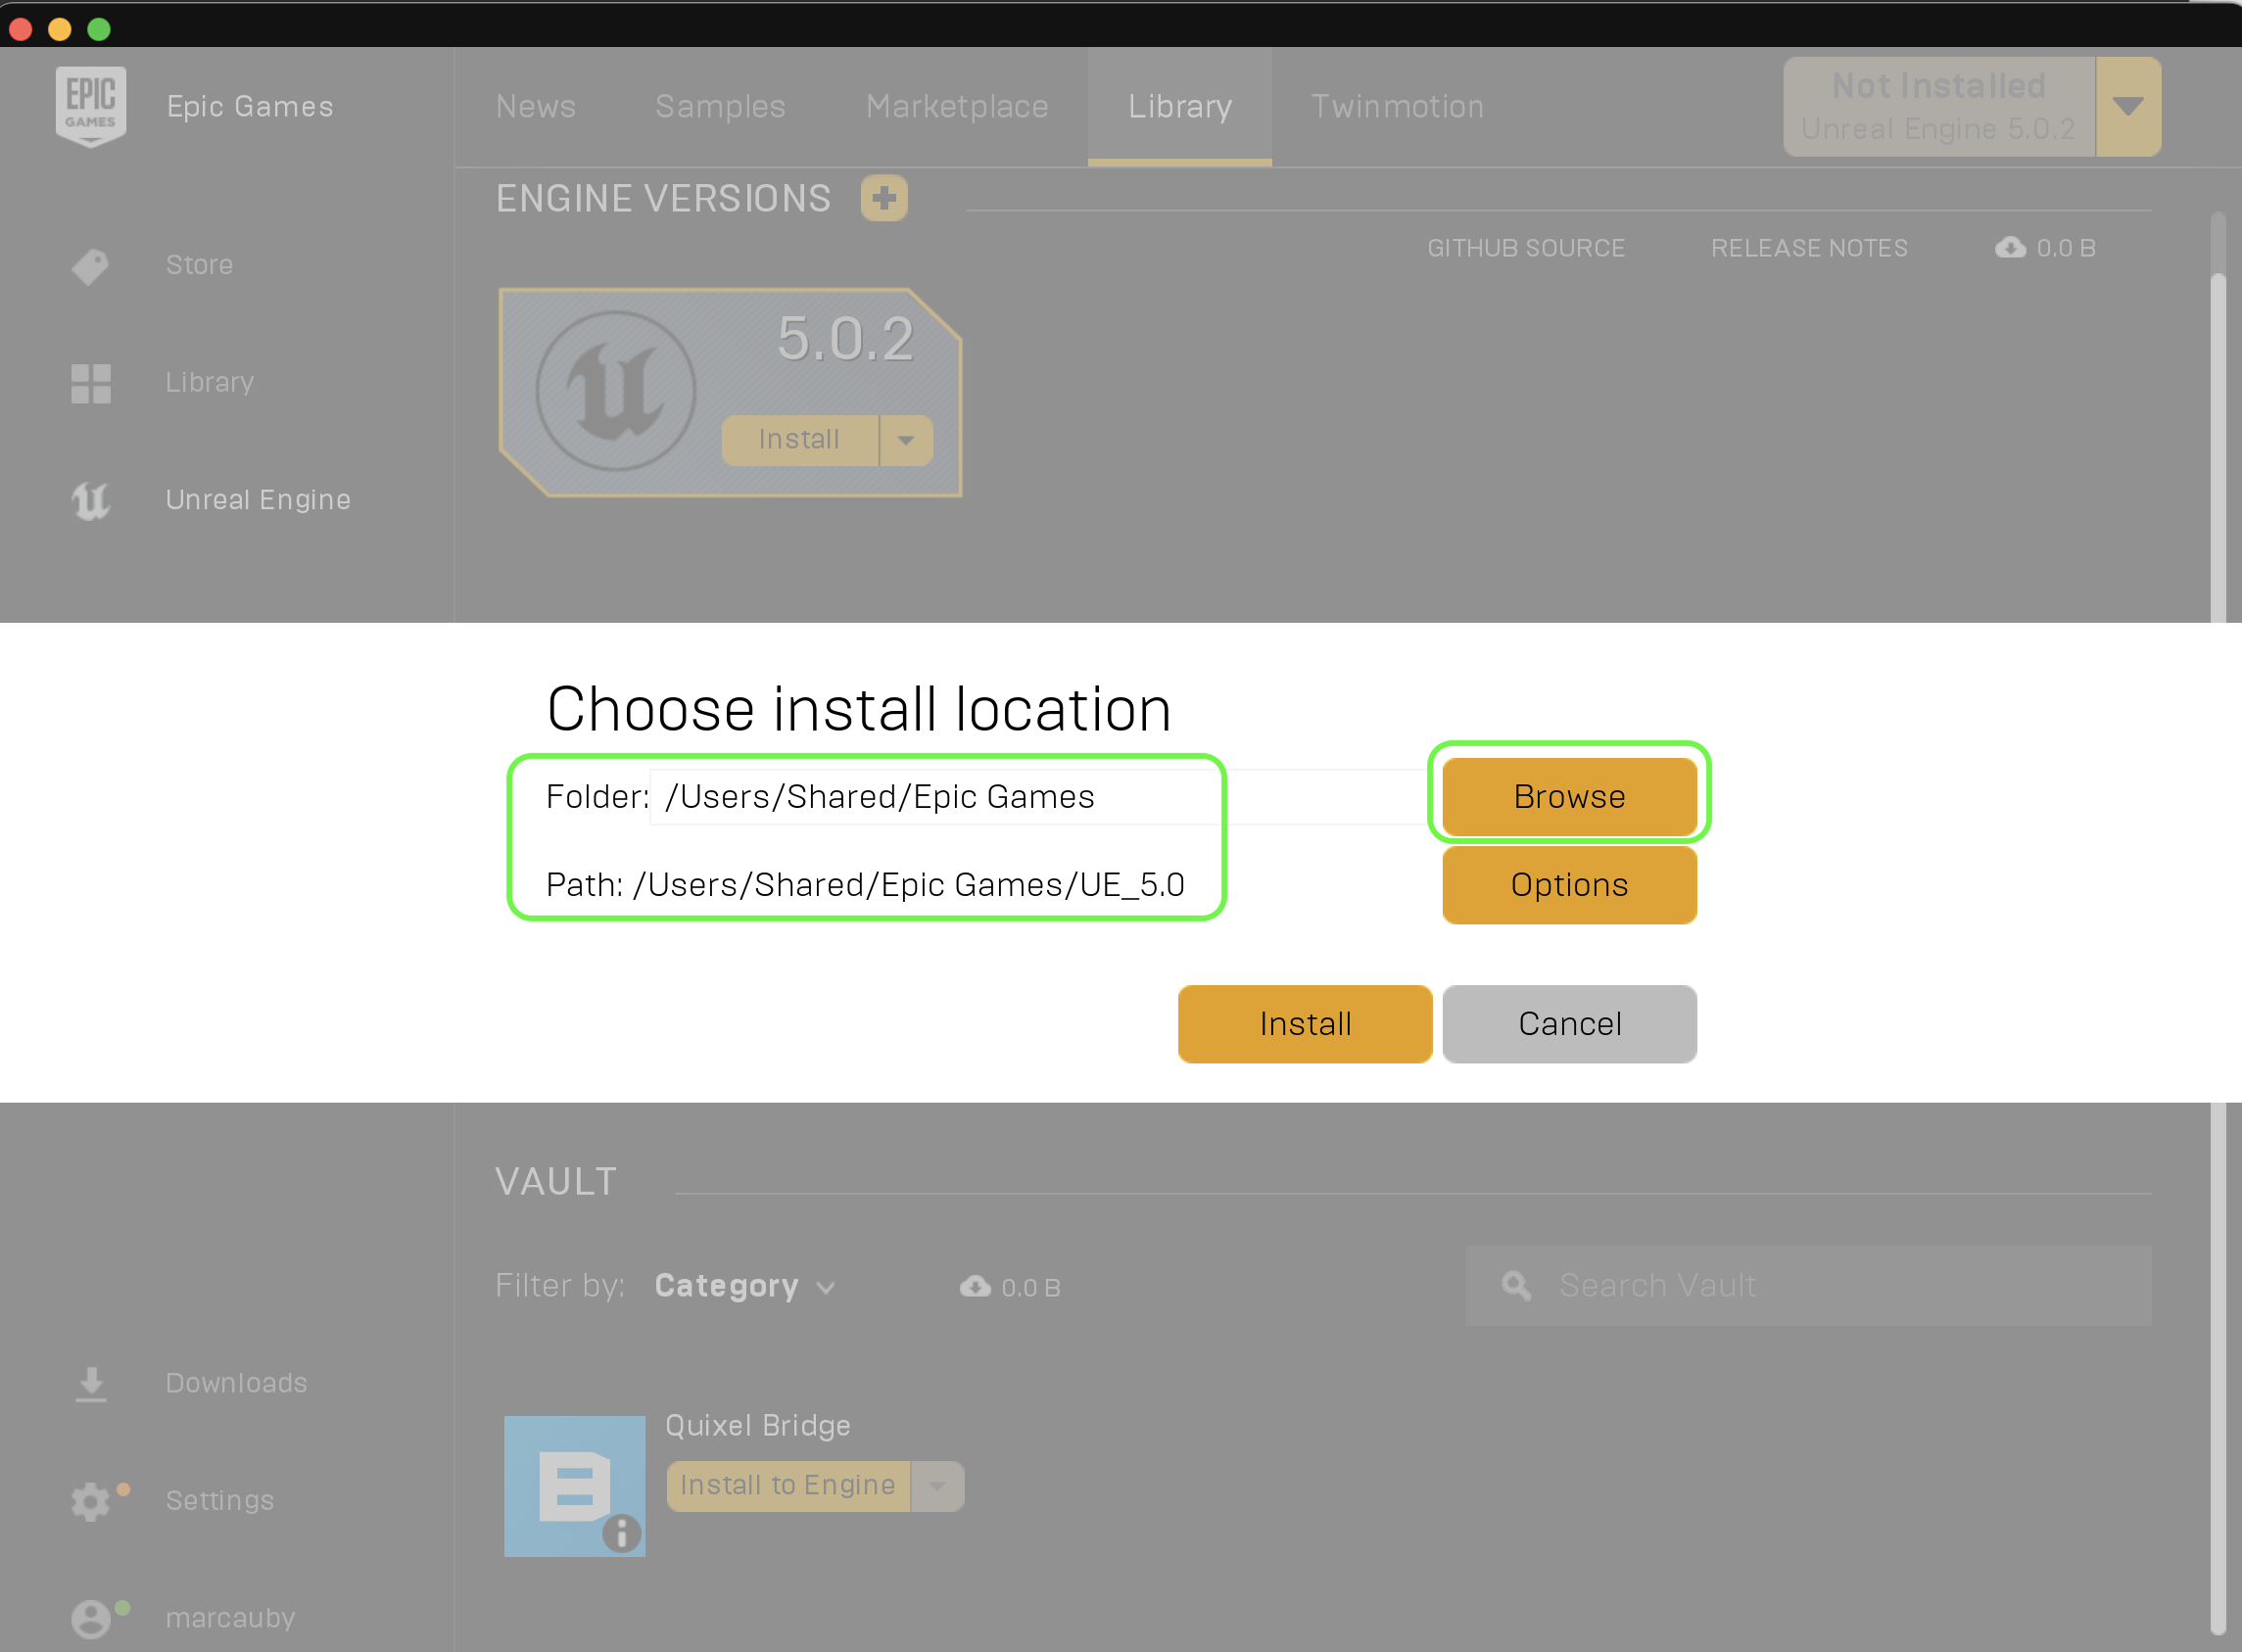 EPIC
GAMES
Epic Games
News
Samples
Marketplace
Library
Twinmotion
Not Installed
Unreal Engine 5.0.2
ENGINE VERSIONS
GITHUB SOURCE
RELEASE NOTES
0.0 B
Store
Library
Unreal Engine
5.0.2
Install
Choose install location
Folder: /Users/Shared/Epic Games
Browse
Path: /Users/Shared/Epic Games/UE_5.0
Options
Install
Cancel
VAULT
Filter by: Category
0.0 B
Search Vault
Downloads
Settings
marcauby
Quixel Bridge
Install to Engine